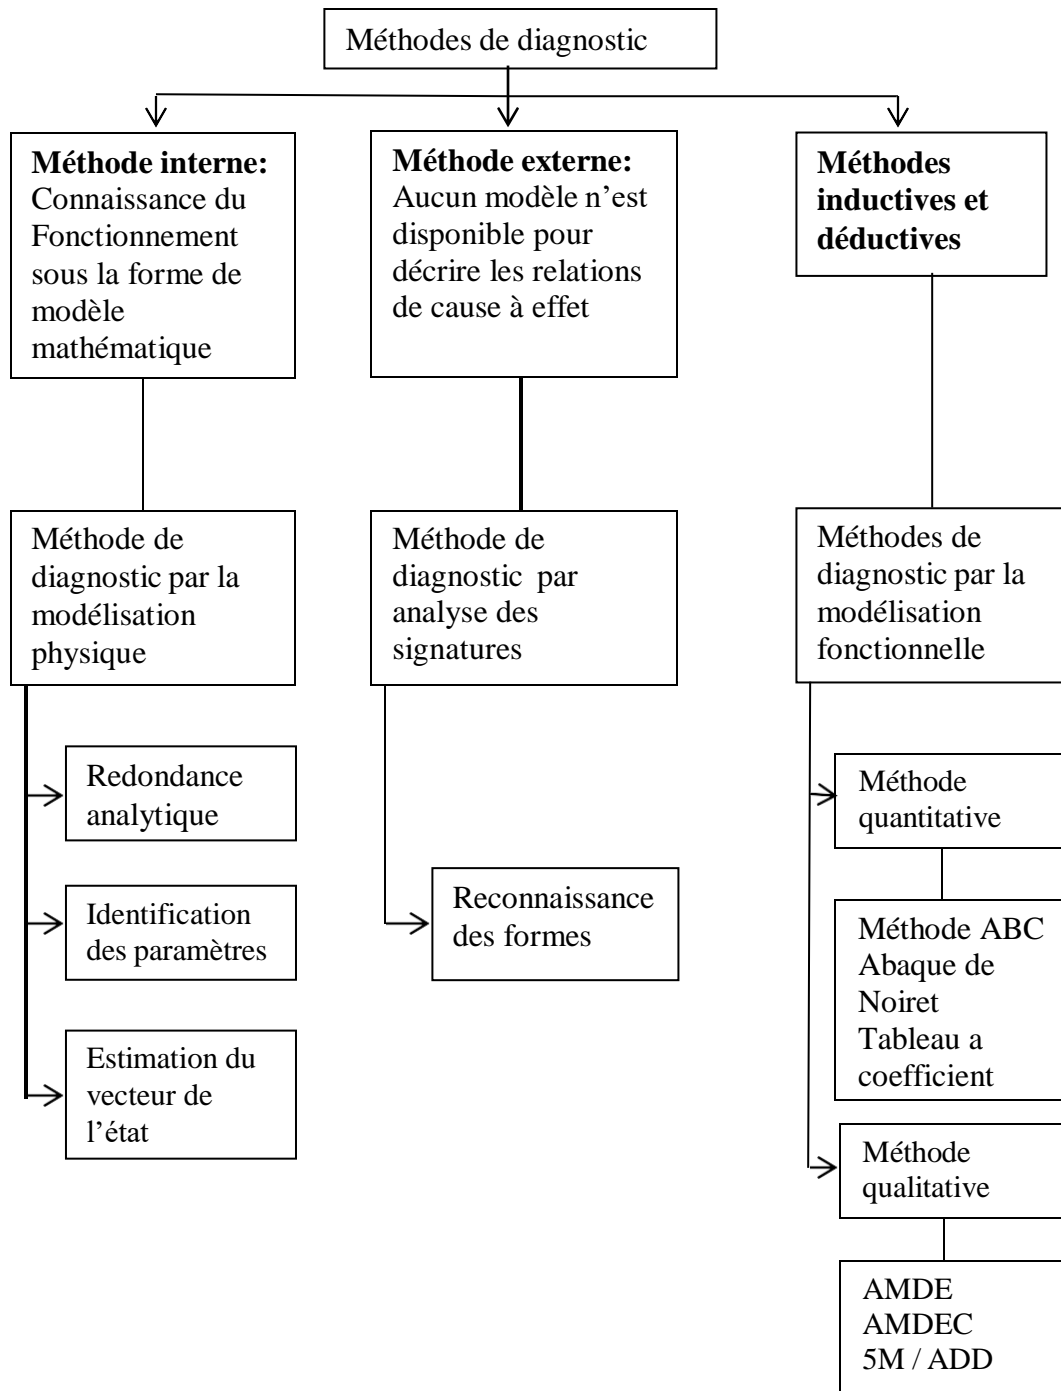 Méthodes de diagnostic
Méthode interne:
Connaissance du
Fonctionnement
sous la forme de
modèle
mathématique
Méthode externe:
Aucun modèle n’est
disponible pour
décrire les relations
de cause à effet
Méthodes
inductives et
déductives
Méthode de
diagnostic par la
modélisation
physique
Méthode de
diagnostic par
analyse des
signatures
Méthodes de
diagnostic par la
modélisation
fonctionnelle
Redondance
analytique
Identification
des paramètres
Estimation du
vecteur de
l’état
Reconnaissance
des formes
Méthode
quantitative
Méthode ABC
Abaque de
Noiret
Tableau a
coefficient
Méthode
qualitative
AMDE
AMDEC
5M / ADD